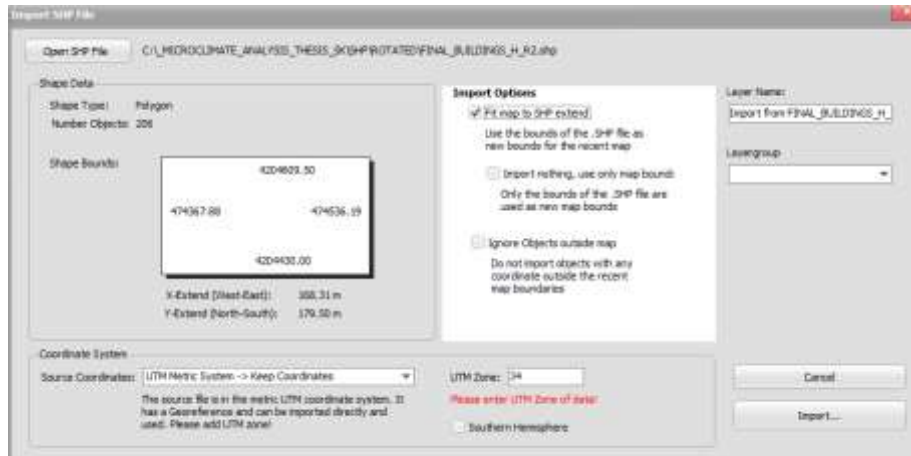 Import SHP File
Open SHP File
C:\_MICROCLIMATE_ANALYSIS_THESIS_SK\SHP\ROTATED\FINAL_BUILDINGS_H_R2.shp
Shape Data
Shape Type: Polygon
Number Objects: 206
Shape Bounds:
4204609.50
474367.88 474536.19
4204430.00
X-Extend (West-East): 168.31 m
Y-Extend (North-South): 179.50 m
Import Options
Fit map to SHP extend
Use the bounds of the .SHP file as
new bounds for the recent map
Import nothing, use only map bounds
Only the bounds of the .SHP file are
used as new map bounds
Ignore Objects outside map
Do not import objects with any
coordinate outside the recent
map boundaries
Layer Name:
Import from FINAL_BUILDINGS_H_
Layergroup
Coordinate System
Source Coordinates: UTM Metric System -> Keep Coordinates
The source file is in the metric UTM coordinate system. It
has a Georeference and can be imported directly and
used. Please add UTM zone!
UTM Zone: 34
Please enter UTM Zone of data!
Southern Hemisphere
Cancel
Import...